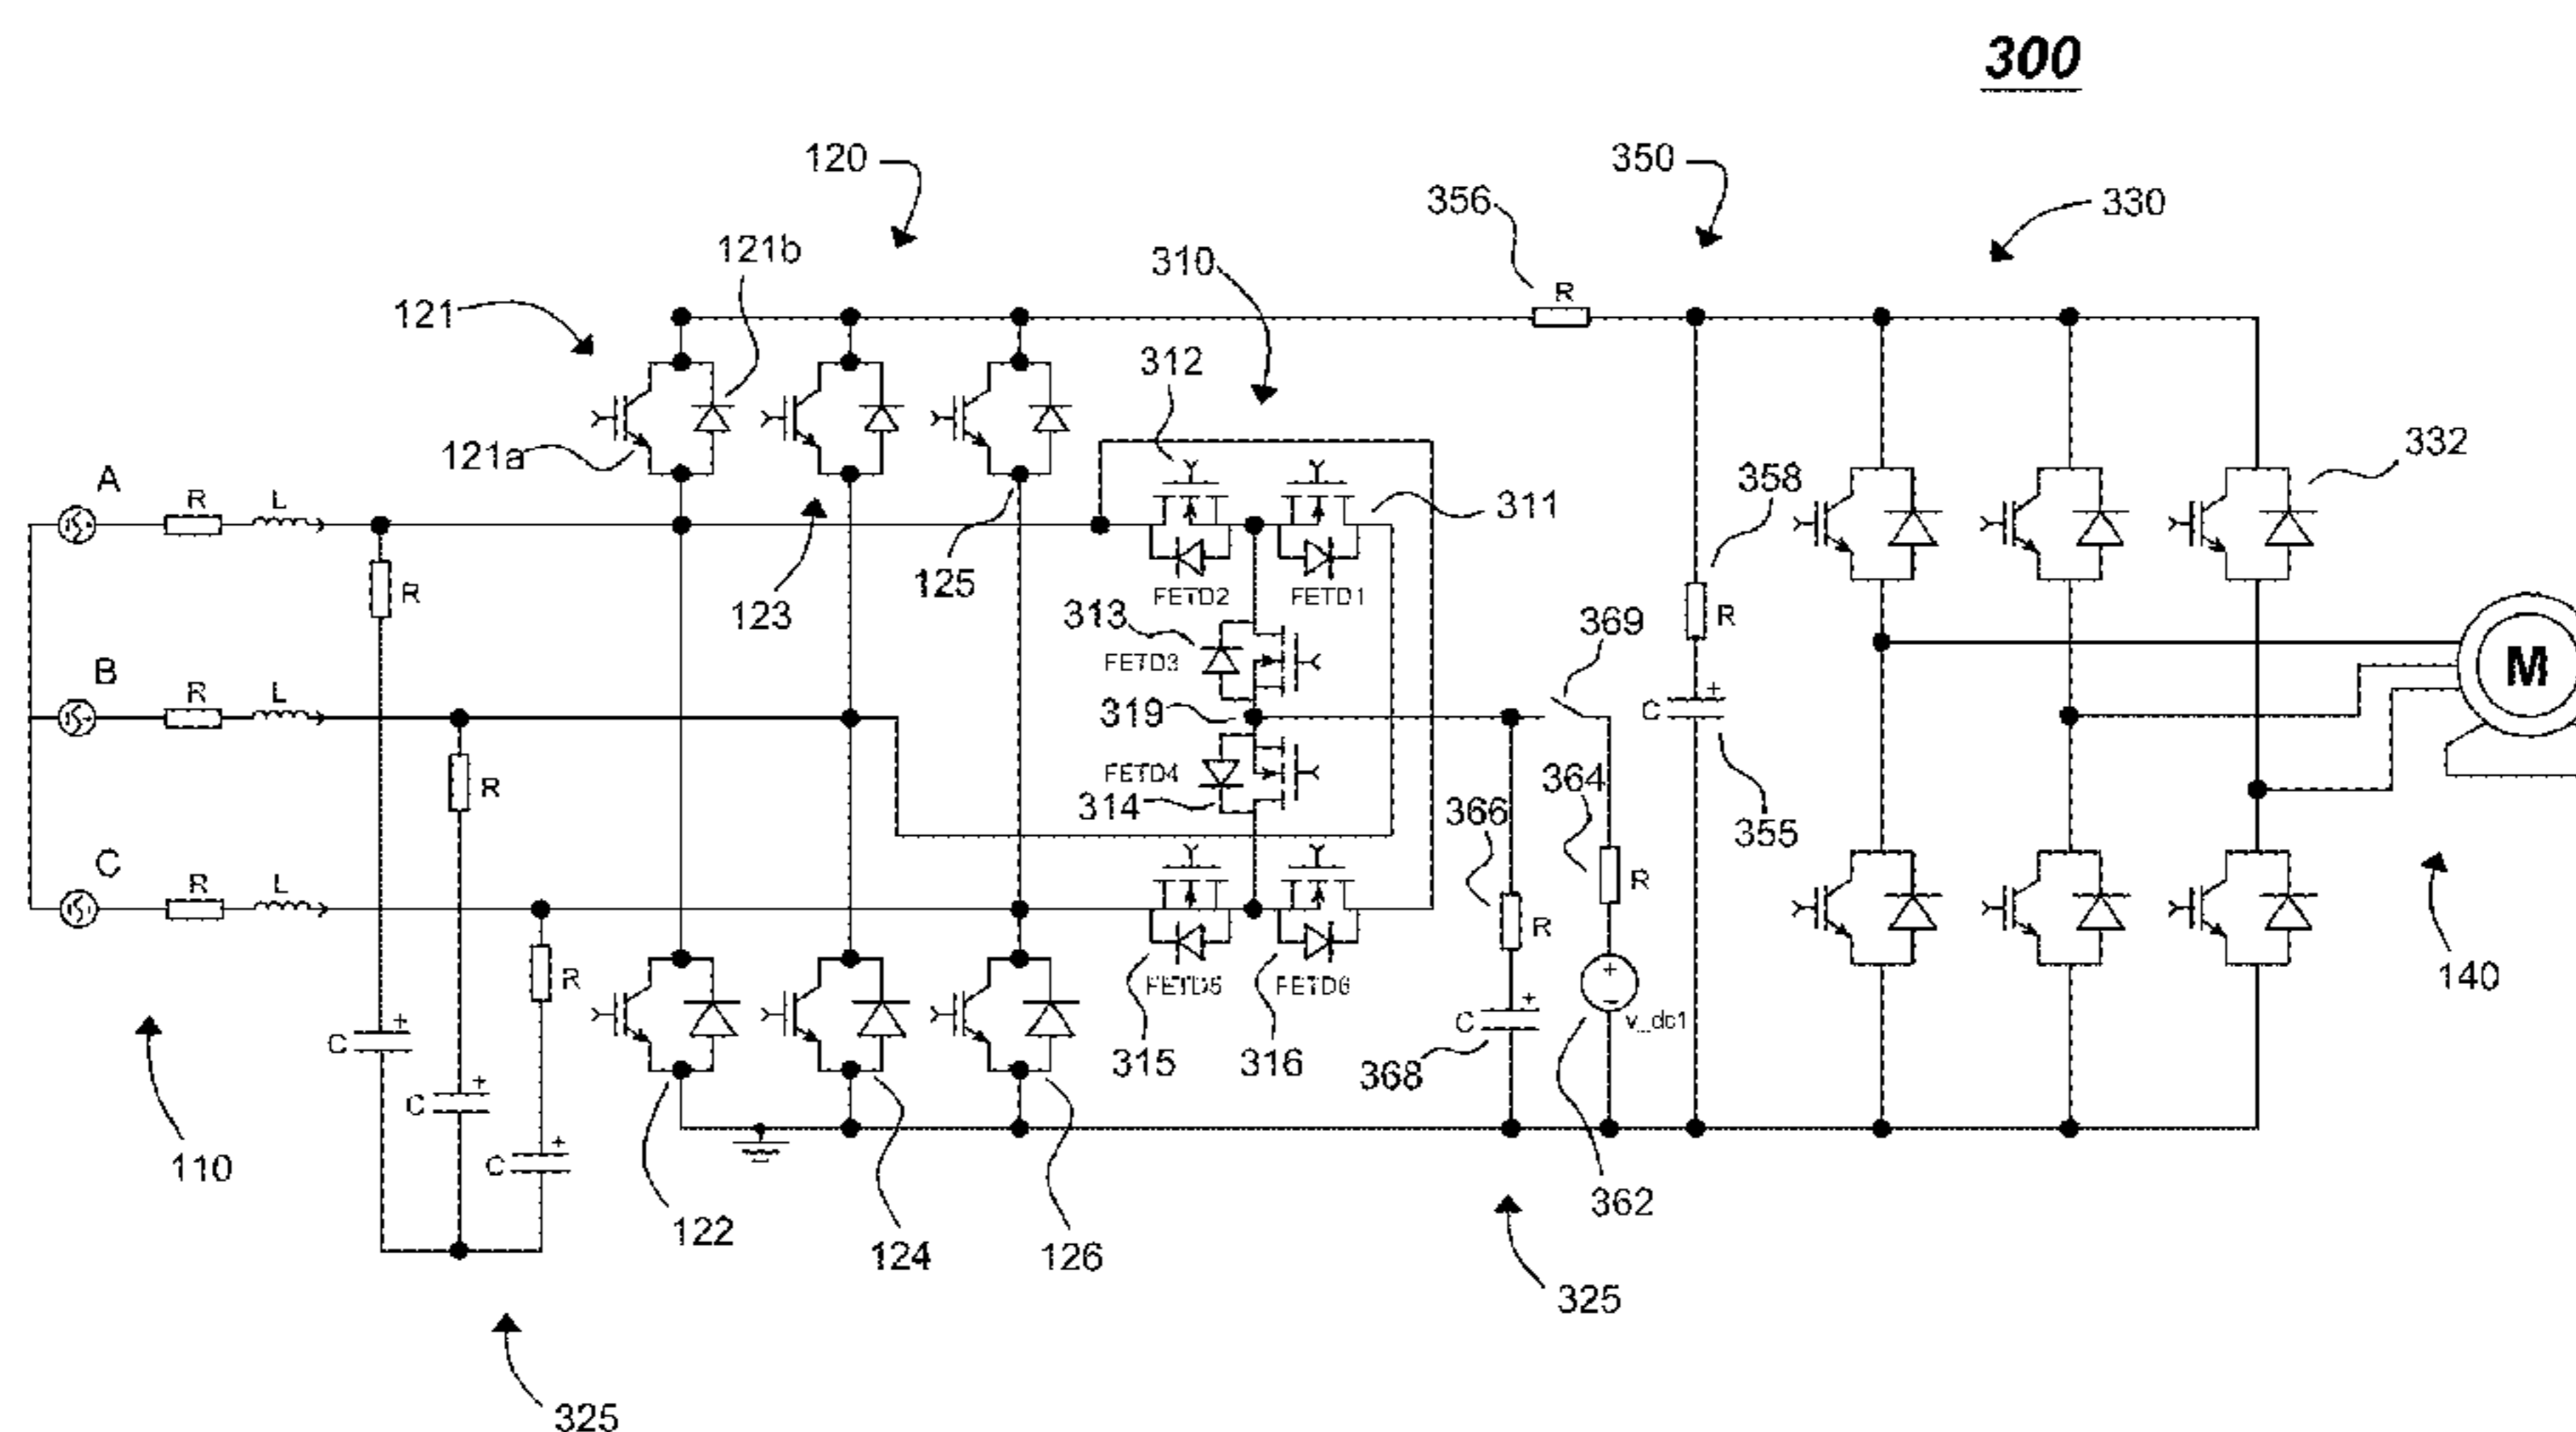 300
120
350
356
330
121b
310
R
121
312
121a
332
A
R
L
358
311
125
R
123
FETD2
FETD1
313
369
R
FETD3
M
B
R
L
319
C
+
R
FETD4
314
364
355
366
C
R
L
R
R
R
140
315
FETD5
FETD6
316
+
C
+
C
+
-
v_dc1
368
C
+
C
+
110
362
122
124
126
325
325